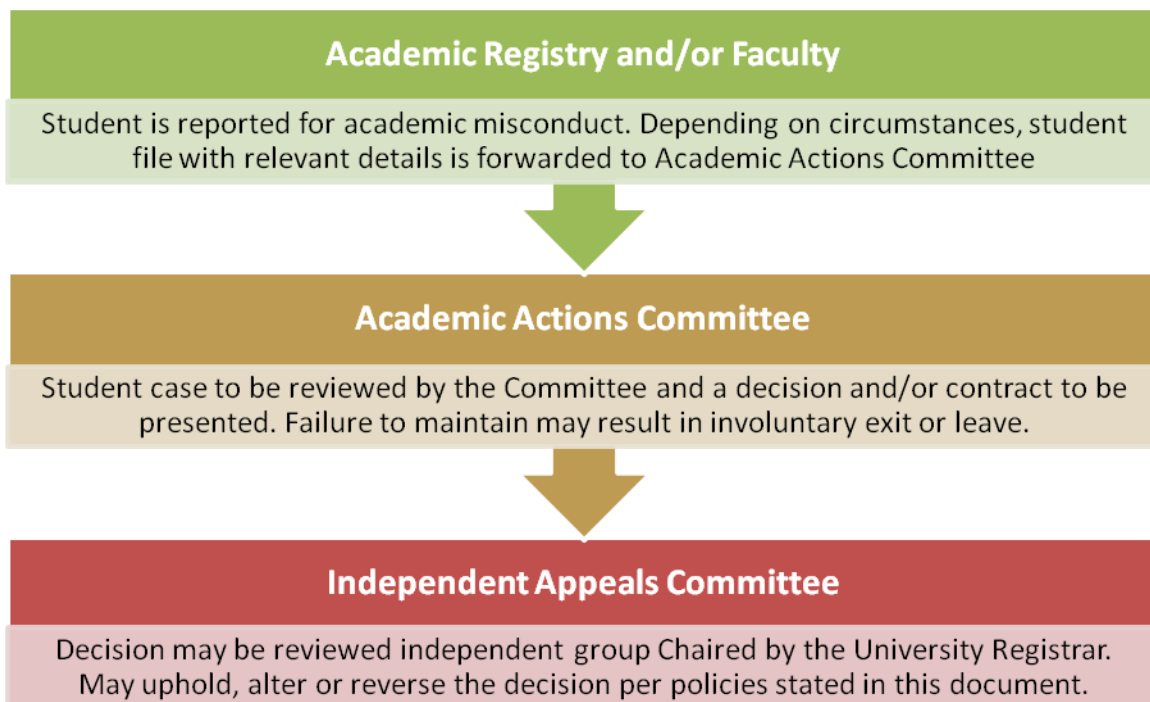 Academic Registry and/or Faculty
Student is reported for academic misconduct. Depending on circumstances, student
file with relevant details is forwarded to Academic Actions Committee
Academic Actions Committee
Student case to be reviewed by the Committee and a decision and/or contract to be
presented. Failure to maintain may result in involuntary exit or leave.
Independent Appeals Committee
Decision may be reviewed independent group Chaired by the University Registrar.
May uphold, alter or reverse the decision per policies stated in this document.